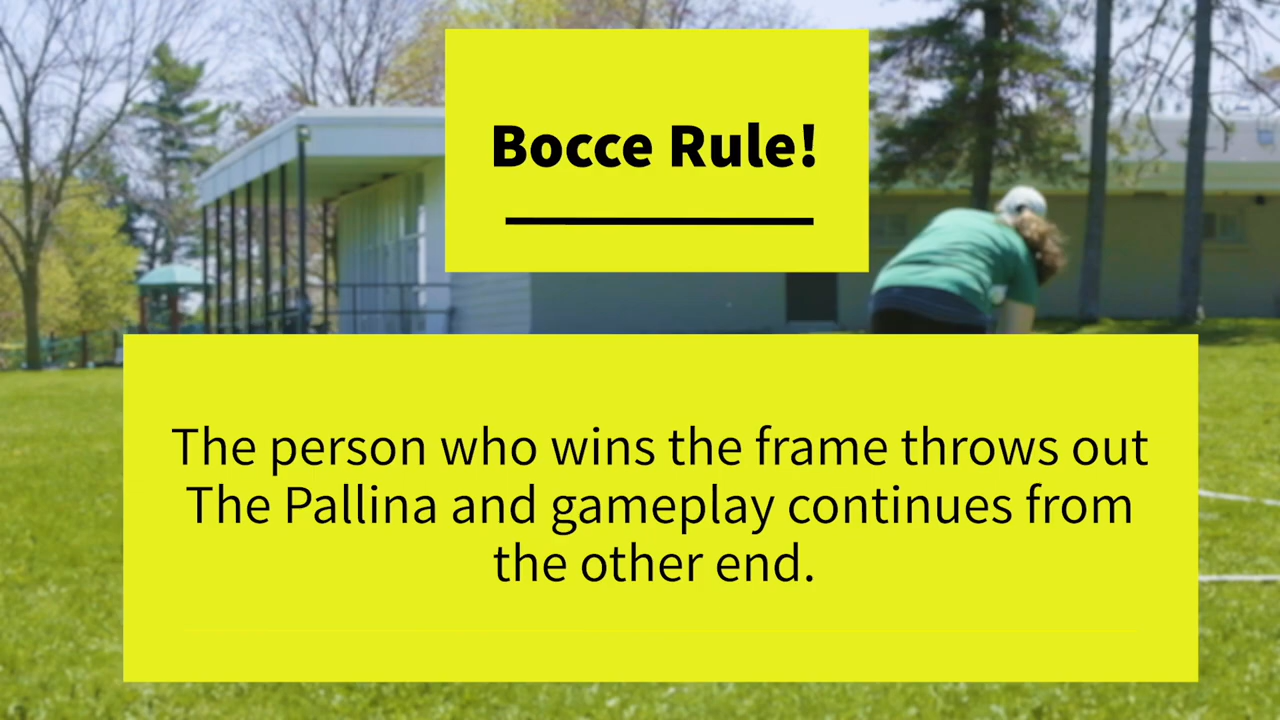 Bocce Rule!
The person who wins the frame throws out
The Pallina and gameplay continues from
the other end.